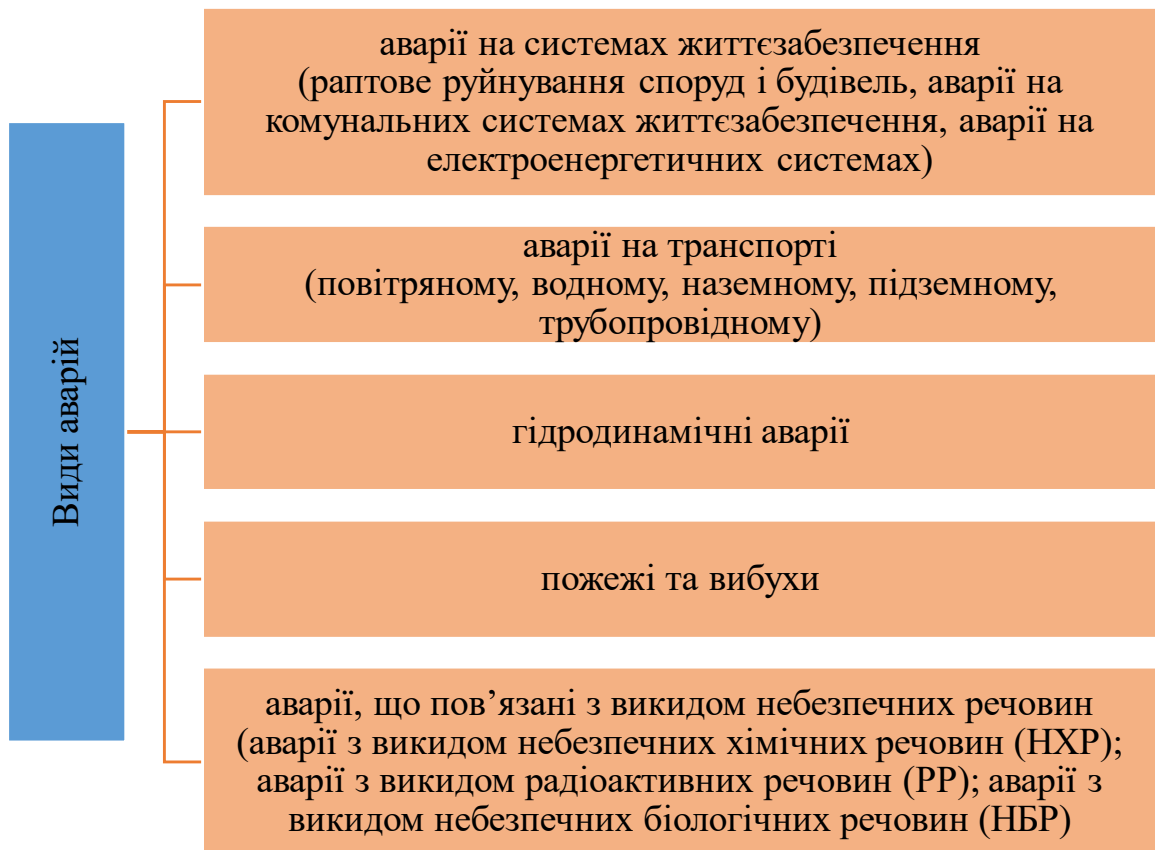 Види аварій
аварії на системах життєзабезпечення
(раптове руйнування споруд і будівель, аварії на
комунальних системах життєзабезпечення, аварії на
електроенергетичних системах)
аварії на транспорті
(повітряному, водному, наземному, підземному,
трубопровідному)
гідродинамічні аварії
пожежі та вибухи
аварії, що пов’язані з викидом небезпечних речовин
(аварії з викидом небезпечних хімічних речовин (НХР);
аварії з викидом радіоактивних речовин (РР); аварії з
викидом небезпечних біологічних речовин (НБР)